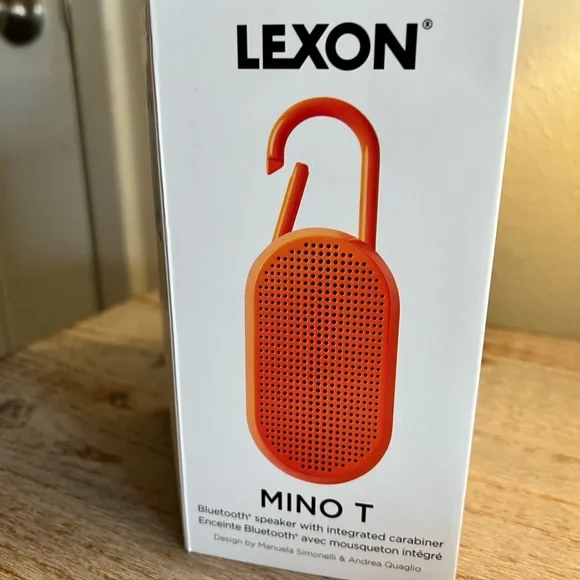 LEXON®
MINO T
Bluetooth® speaker with integrated carabiner
Enceinte Bluetooth® avec mousqueton intégré
Design by Manuela Simonelli & Andrea Quaglio